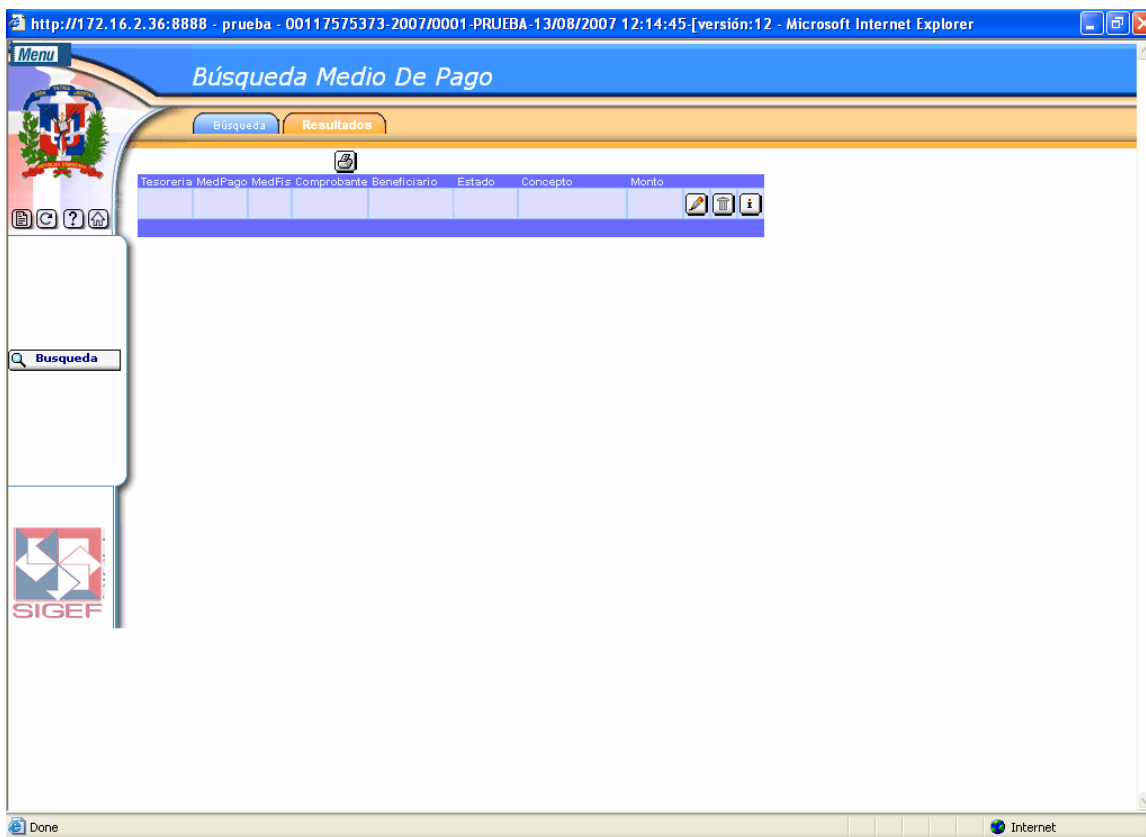 http://172.16.2.36:8888 - prueba - 00117575373-2007/0001-PRUEBA-13/08/2007 12:14:45-[versión:12 - Microsoft Internet Explorer
Menu
Búsqueda Medio De Pago
Búsqueda Resultados
Tesoreria MedPago MedFis Comprobante Beneficiario Estado Concepto Monto
Busqueda
SIGEF
Done Internet